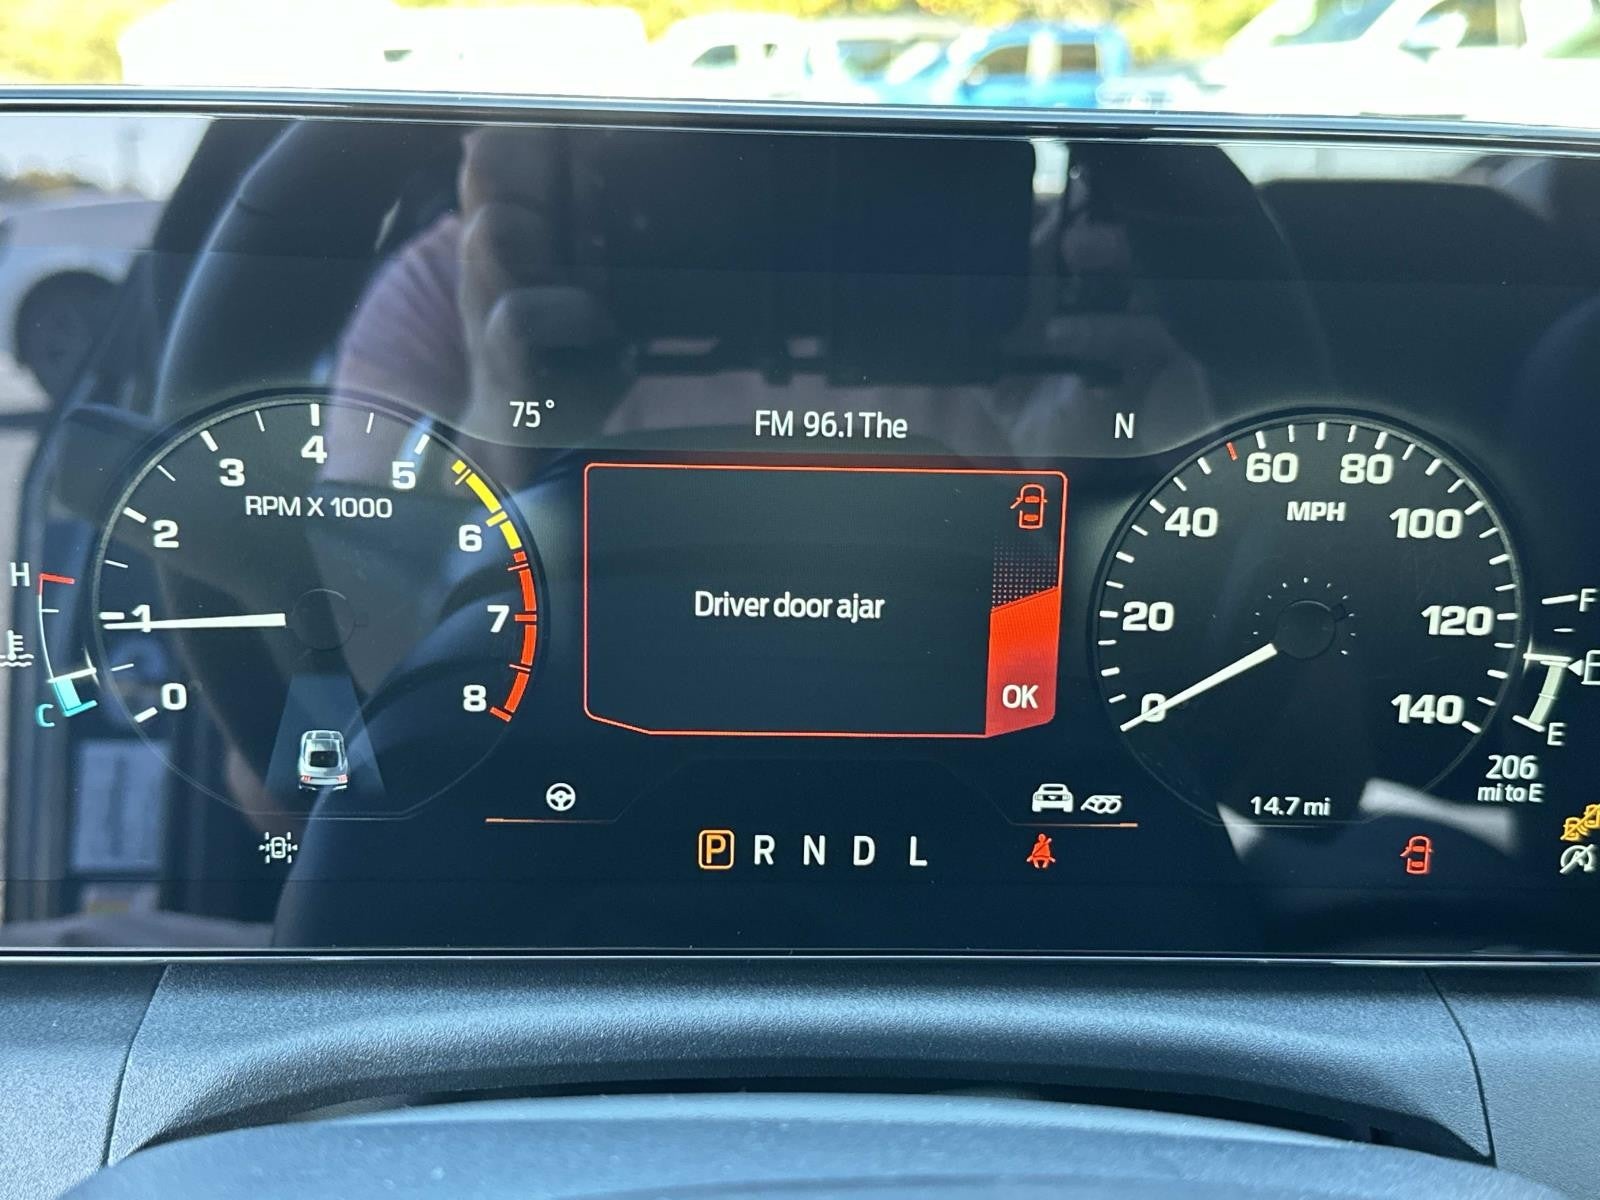 75°
FM 96.1 The
N
0
1
2
3
4
5
6
7
8
RPM X 1000
H
C
Driver door ajar
OK
0
20
40
60
80
100
120
140
MPH
F
E
206
mi to E
14.7 mi
P R N D L